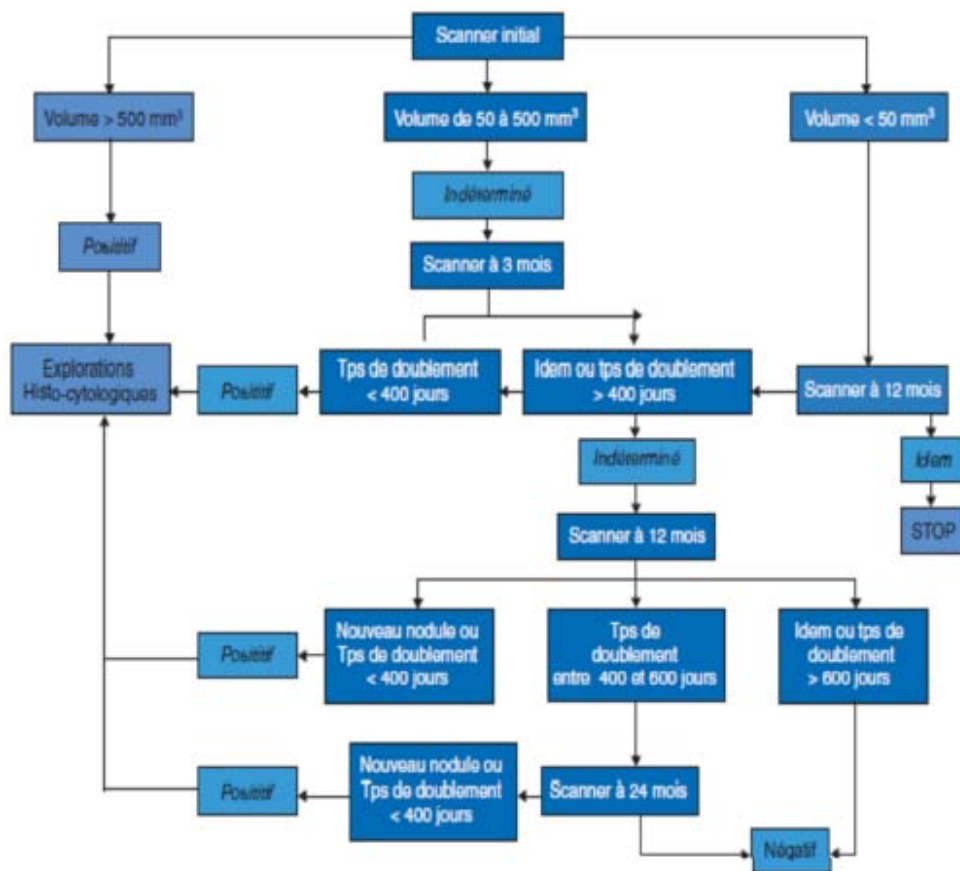 Scanner initial
Volume > 500 mm³
Volume de 50 à 500 mm³
Volume < 50 mm³
Indéterminé
Positif
Scanner à 3 mois
Explorations
Histo-cytologiques
Positif
Tps de doublement
< 400 jours
Idem ou tps de doublement
> 400 jours
Scanner à 12 mois
Indéterminé
Idem
Scanner à 12 mois
STOP
Positif
Nouveau nodule ou
Tps de doublement
< 400 jours
Tps de
doublement
entre 400 et 600 jours
Idem ou tps de
doublement
> 600 jours
Positif
Nouveau nodule ou
Tps de doublement
< 400 jours
Scanner à 24 mois
Négatif